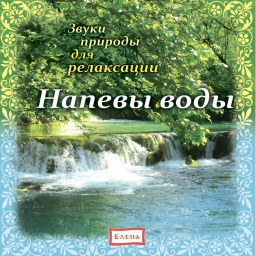 Звуки
природы
для
релаксации
Напевы воды
Елена